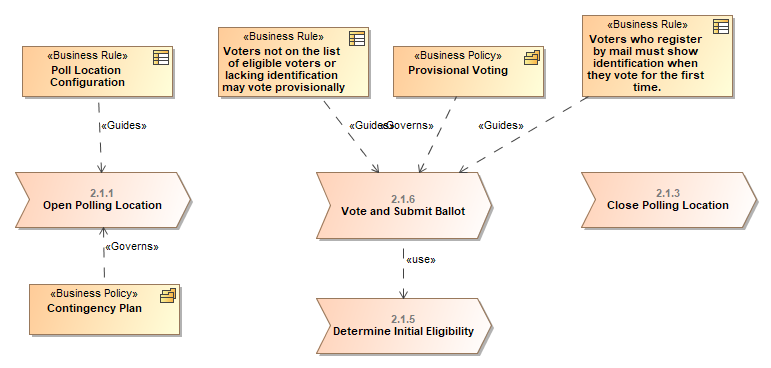 «Business Rule»
Poll Location
Configuration
«Business Rule»
Voters not on the list
of eligible voters or
lacking identification
may vote provisionally
«Business Policy»
Provisional Voting
«Business Rule»
Voters who register
by mail must show
identification when
they vote for the first
time.
«Guides»
«Guides»
«Governs»
«Guides»
2.1.1
Open Polling Location
2.1.6
Vote and Submit Ballot
2.1.3
Close Polling Location
«Governs»
«use»
«Business Policy»
Contingency Plan
2.1.5
Determine Initial Eligibility